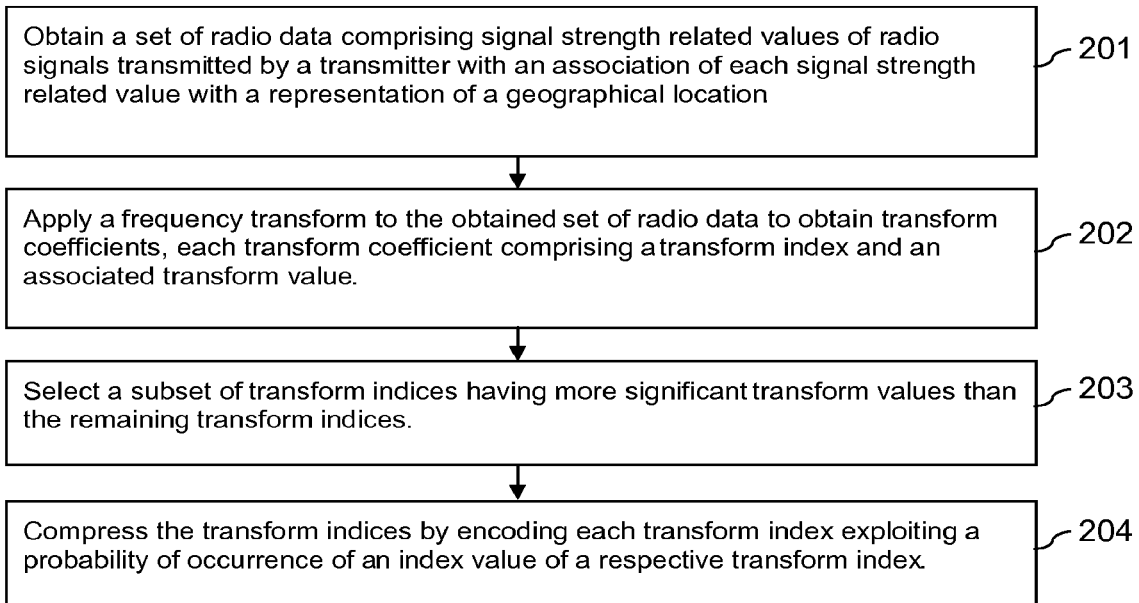 Obtain a set of radio data comprising signal strength related values of radio
signals transmitted by a transmitter with an association of each signal strength
related value with a representation of a geographical location
201
Apply a frequency transform to the obtained set of radio data to obtain transform
coefficients, each transform coefficient comprising a transform index and an
associated transform value.
202
Select a subset of transform indices having more significant transform values than
the remaining transform indices.
203
Compress the transform indices by encoding each transform index exploiting a
probability of occurrence of an index value of a respective transform index.
204